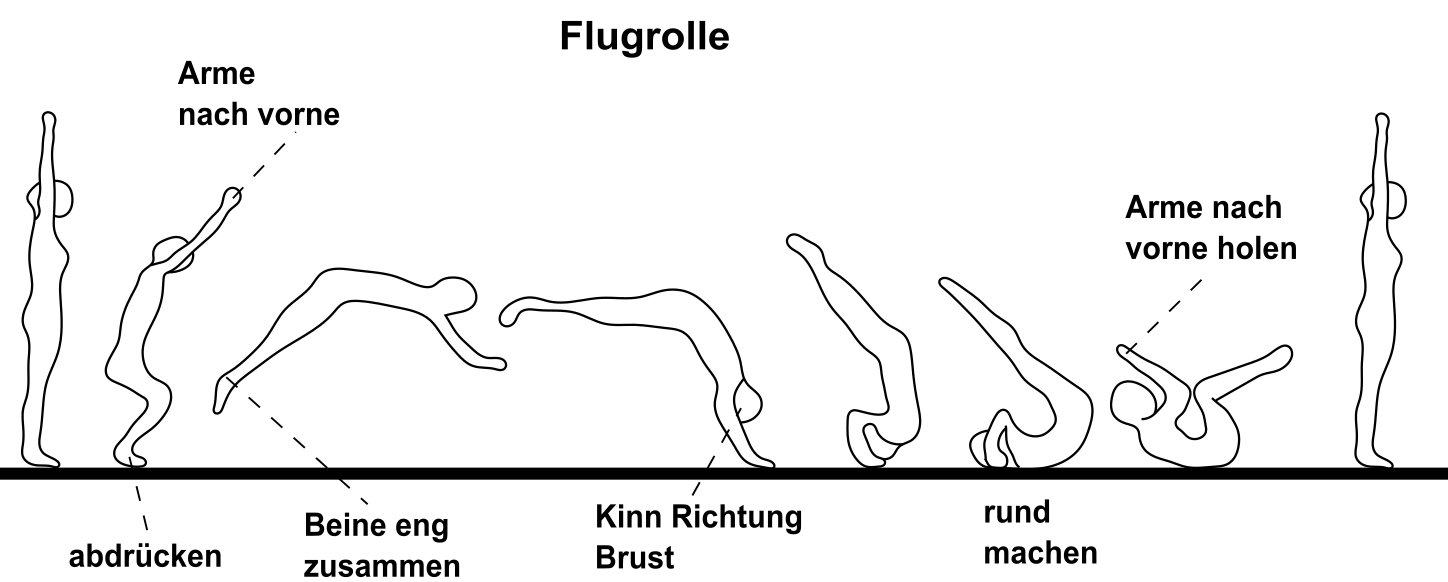 Flugrolle
Arme
nach vorne
Arme nach
vorne holen
abdrücken
Beine eng
zusammen
Kinn Richtung
Brust
rund
machen